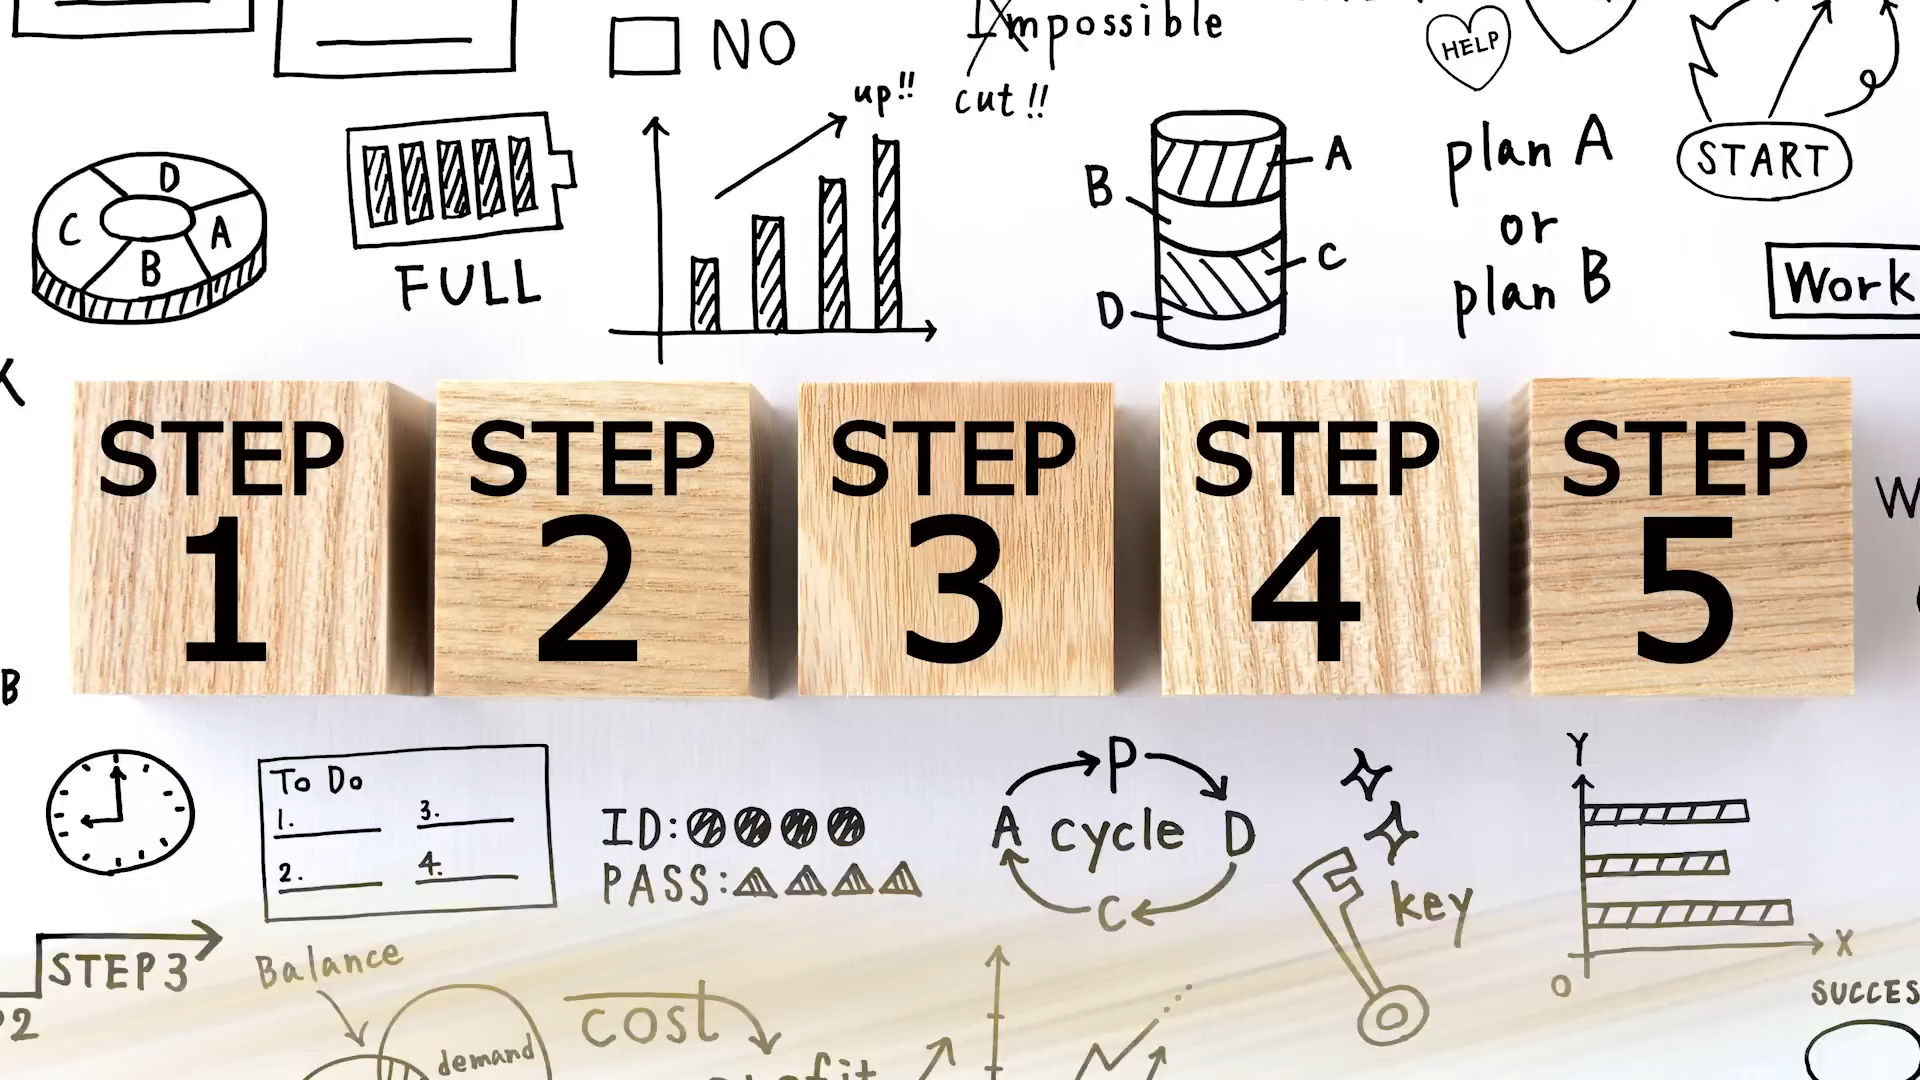 NO
Impossible
cut!!
up!!
HELP
START
plan A
or
plan B
Work
D
C
A
B
FULL
A
B
C
D
STEP
1
STEP
2
STEP
3
STEP
4
STEP
5
B
To Do
1.
2.
3.
4.
ID:
PASS:
P
A cycle D
C
key
Y
X
O
STEP3
Balance
demand
cost